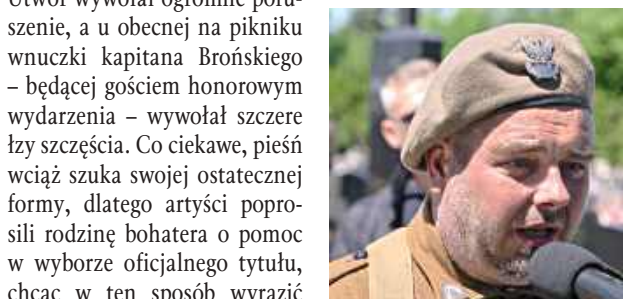 Utwór wywołał ogromne poru-
szenie, a u obecnej na pikniku
wnuczki kapitana Brońskiego
– będącej gościem honorowym
wydarzenia – wywołał szczere
łzy szczęścia. Co ciekawe, pieśń
wciąż szuka swojej ostatecznej
formy, dlatego artyści popro-
sili rodzinę bohatera o pomoc
w wyborze oficjalnego tytułu,
chcąc w ten sposób wyrazić